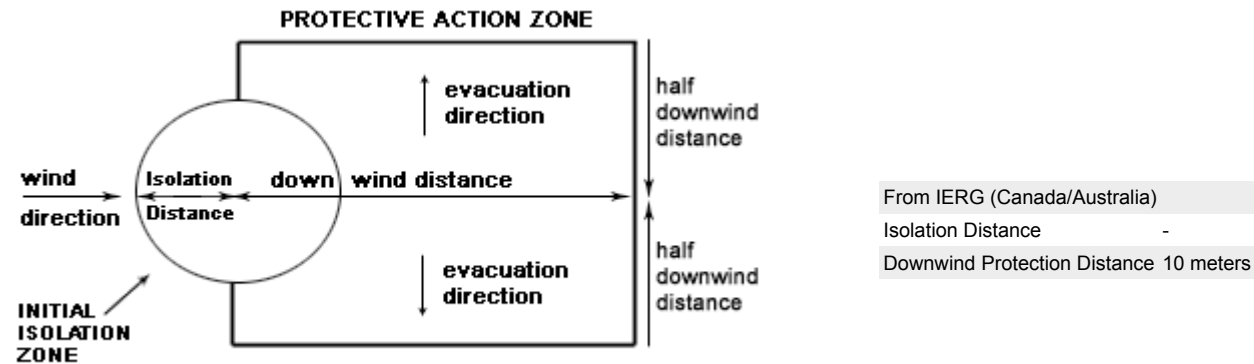 PROTECTIVE ACTION ZONE
evacuation
direction
half
downwind
distance
wind
direction
Isolation
Distance
down wind distance
evacuation
direction
half
downwind
distance
INITIAL
ISOLATION
ZONE
From IERG (Canada/Australia)
Isolation Distance -
Downwind Protection Distance 10 meters